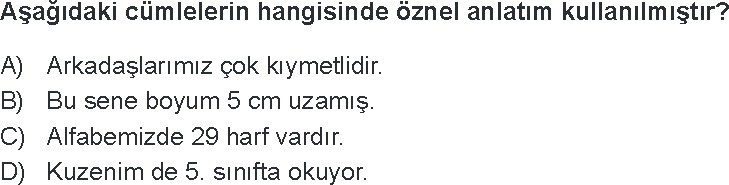 Aşağıdaki cümlelerin hangisinde öznel anlatım kullanılmıştır?
A) Arkadaşlarımız çok kıymetlidir.
B) Bu sene boyum 5 cm uzamış.
C) Alfabemizde 29 harf vardır.
D) Kuzenim de 5. sınıfta okuyor.